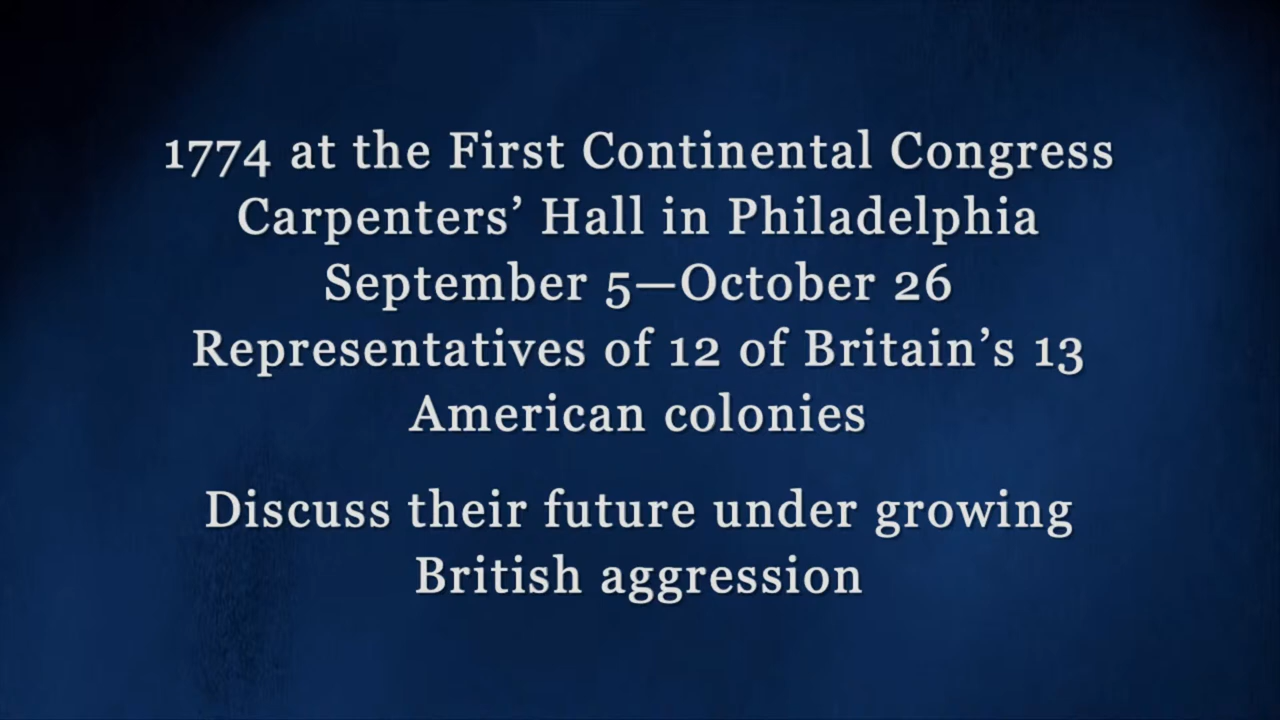 1774 at the First Continental Congress
Carpenters’ Hall in Philadelphia
September 5—October 26
Representatives of 12 of Britain’s 13
American colonies
Discuss their future under growing
British aggression